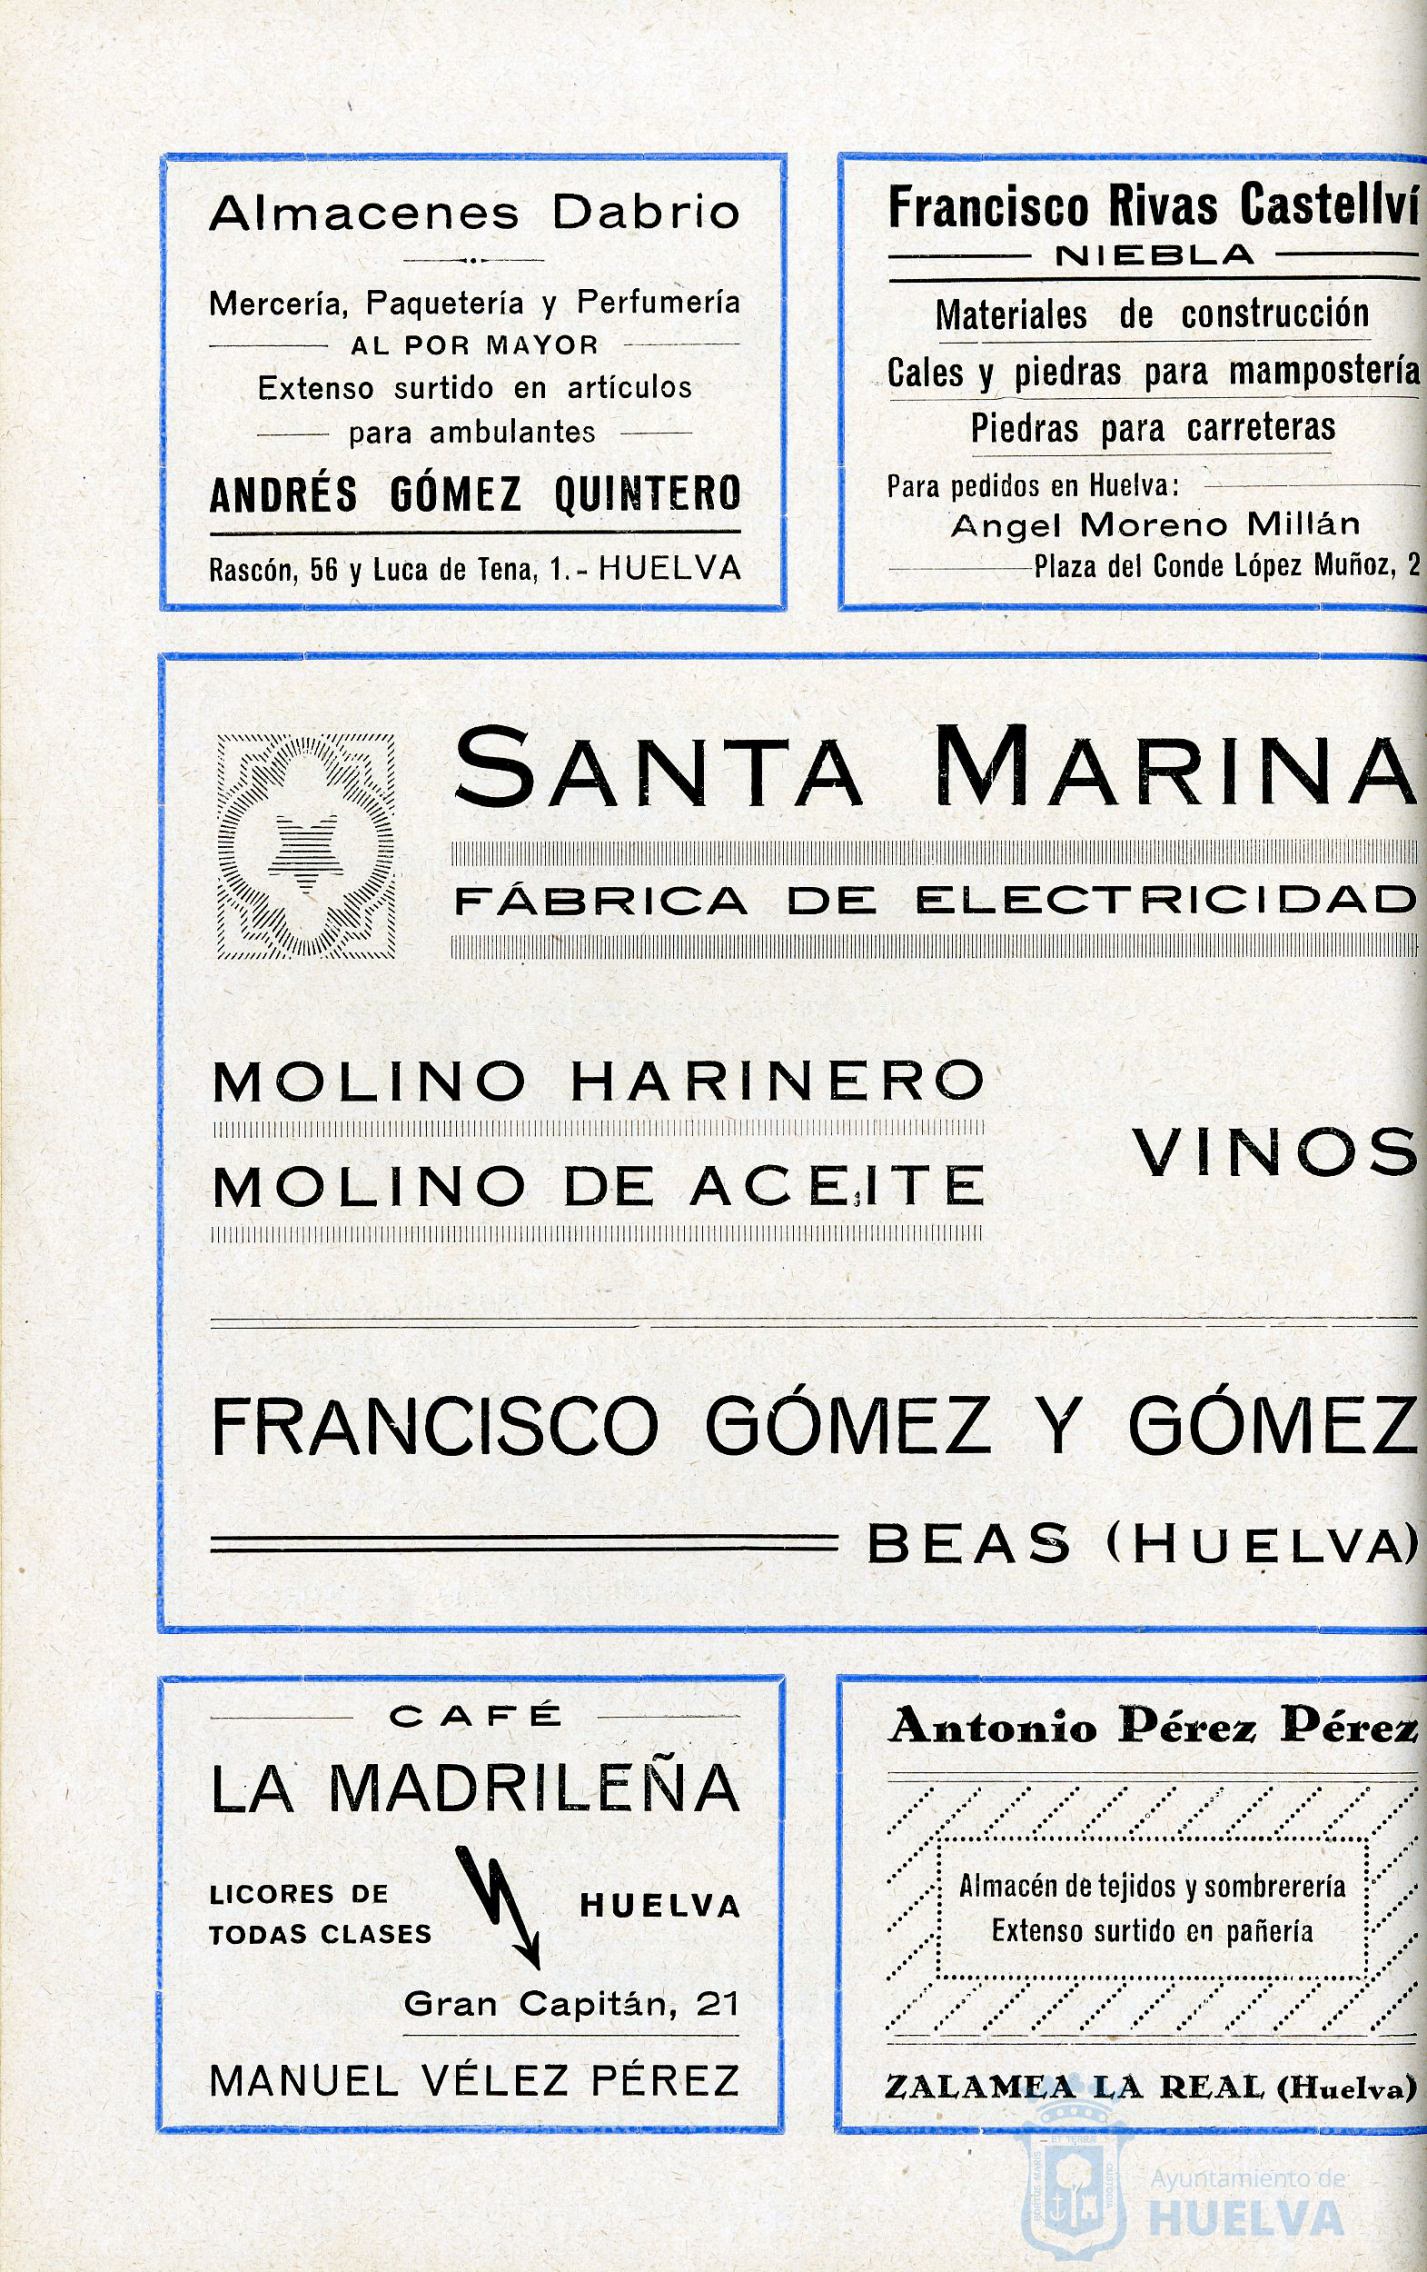 Almacenes Dabrio
Mercería, Paquetería y Perfumería
AL POR MAYOR
Extenso surtido en artículos
para ambulantes
ANDRÉS GÓMEZ QUINTERO
Rascón, 56 y Luca de Tena, 1.- HUELVA
Francisco Rivas Castellví
NIEBLA
Materiales de construcción
Cales y piedras para mampostería
Piedras para carreteras
Para pedidos en Huelva:
Angel Moreno Millán
Plaza del Conde López Muñoz, 2
SANTA MARINA
FÁBRICA DE ELECTRICIDAD
MOLINO HARINERO
MOLINO DE ACEITE
VINOS
FRANCISCO GÓMEZ Y GÓMEZ
BEAS (HUELVA)
CAFÉ
LA MADRILEÑA
LICORES DE
TODAS CLASES
HUELVA
Gran Capitán, 21
MANUEL VÉLEZ PÉREZ
Antonio Pérez Pérez
Almacén de tejidos y sombrerería
Extenso surtido en pañería
ZALAMEA LA REAL (Huelva)
PORTUS MARIS
ET TERRÆ
CUSTODIA
Ayuntamiento de
HUELVA